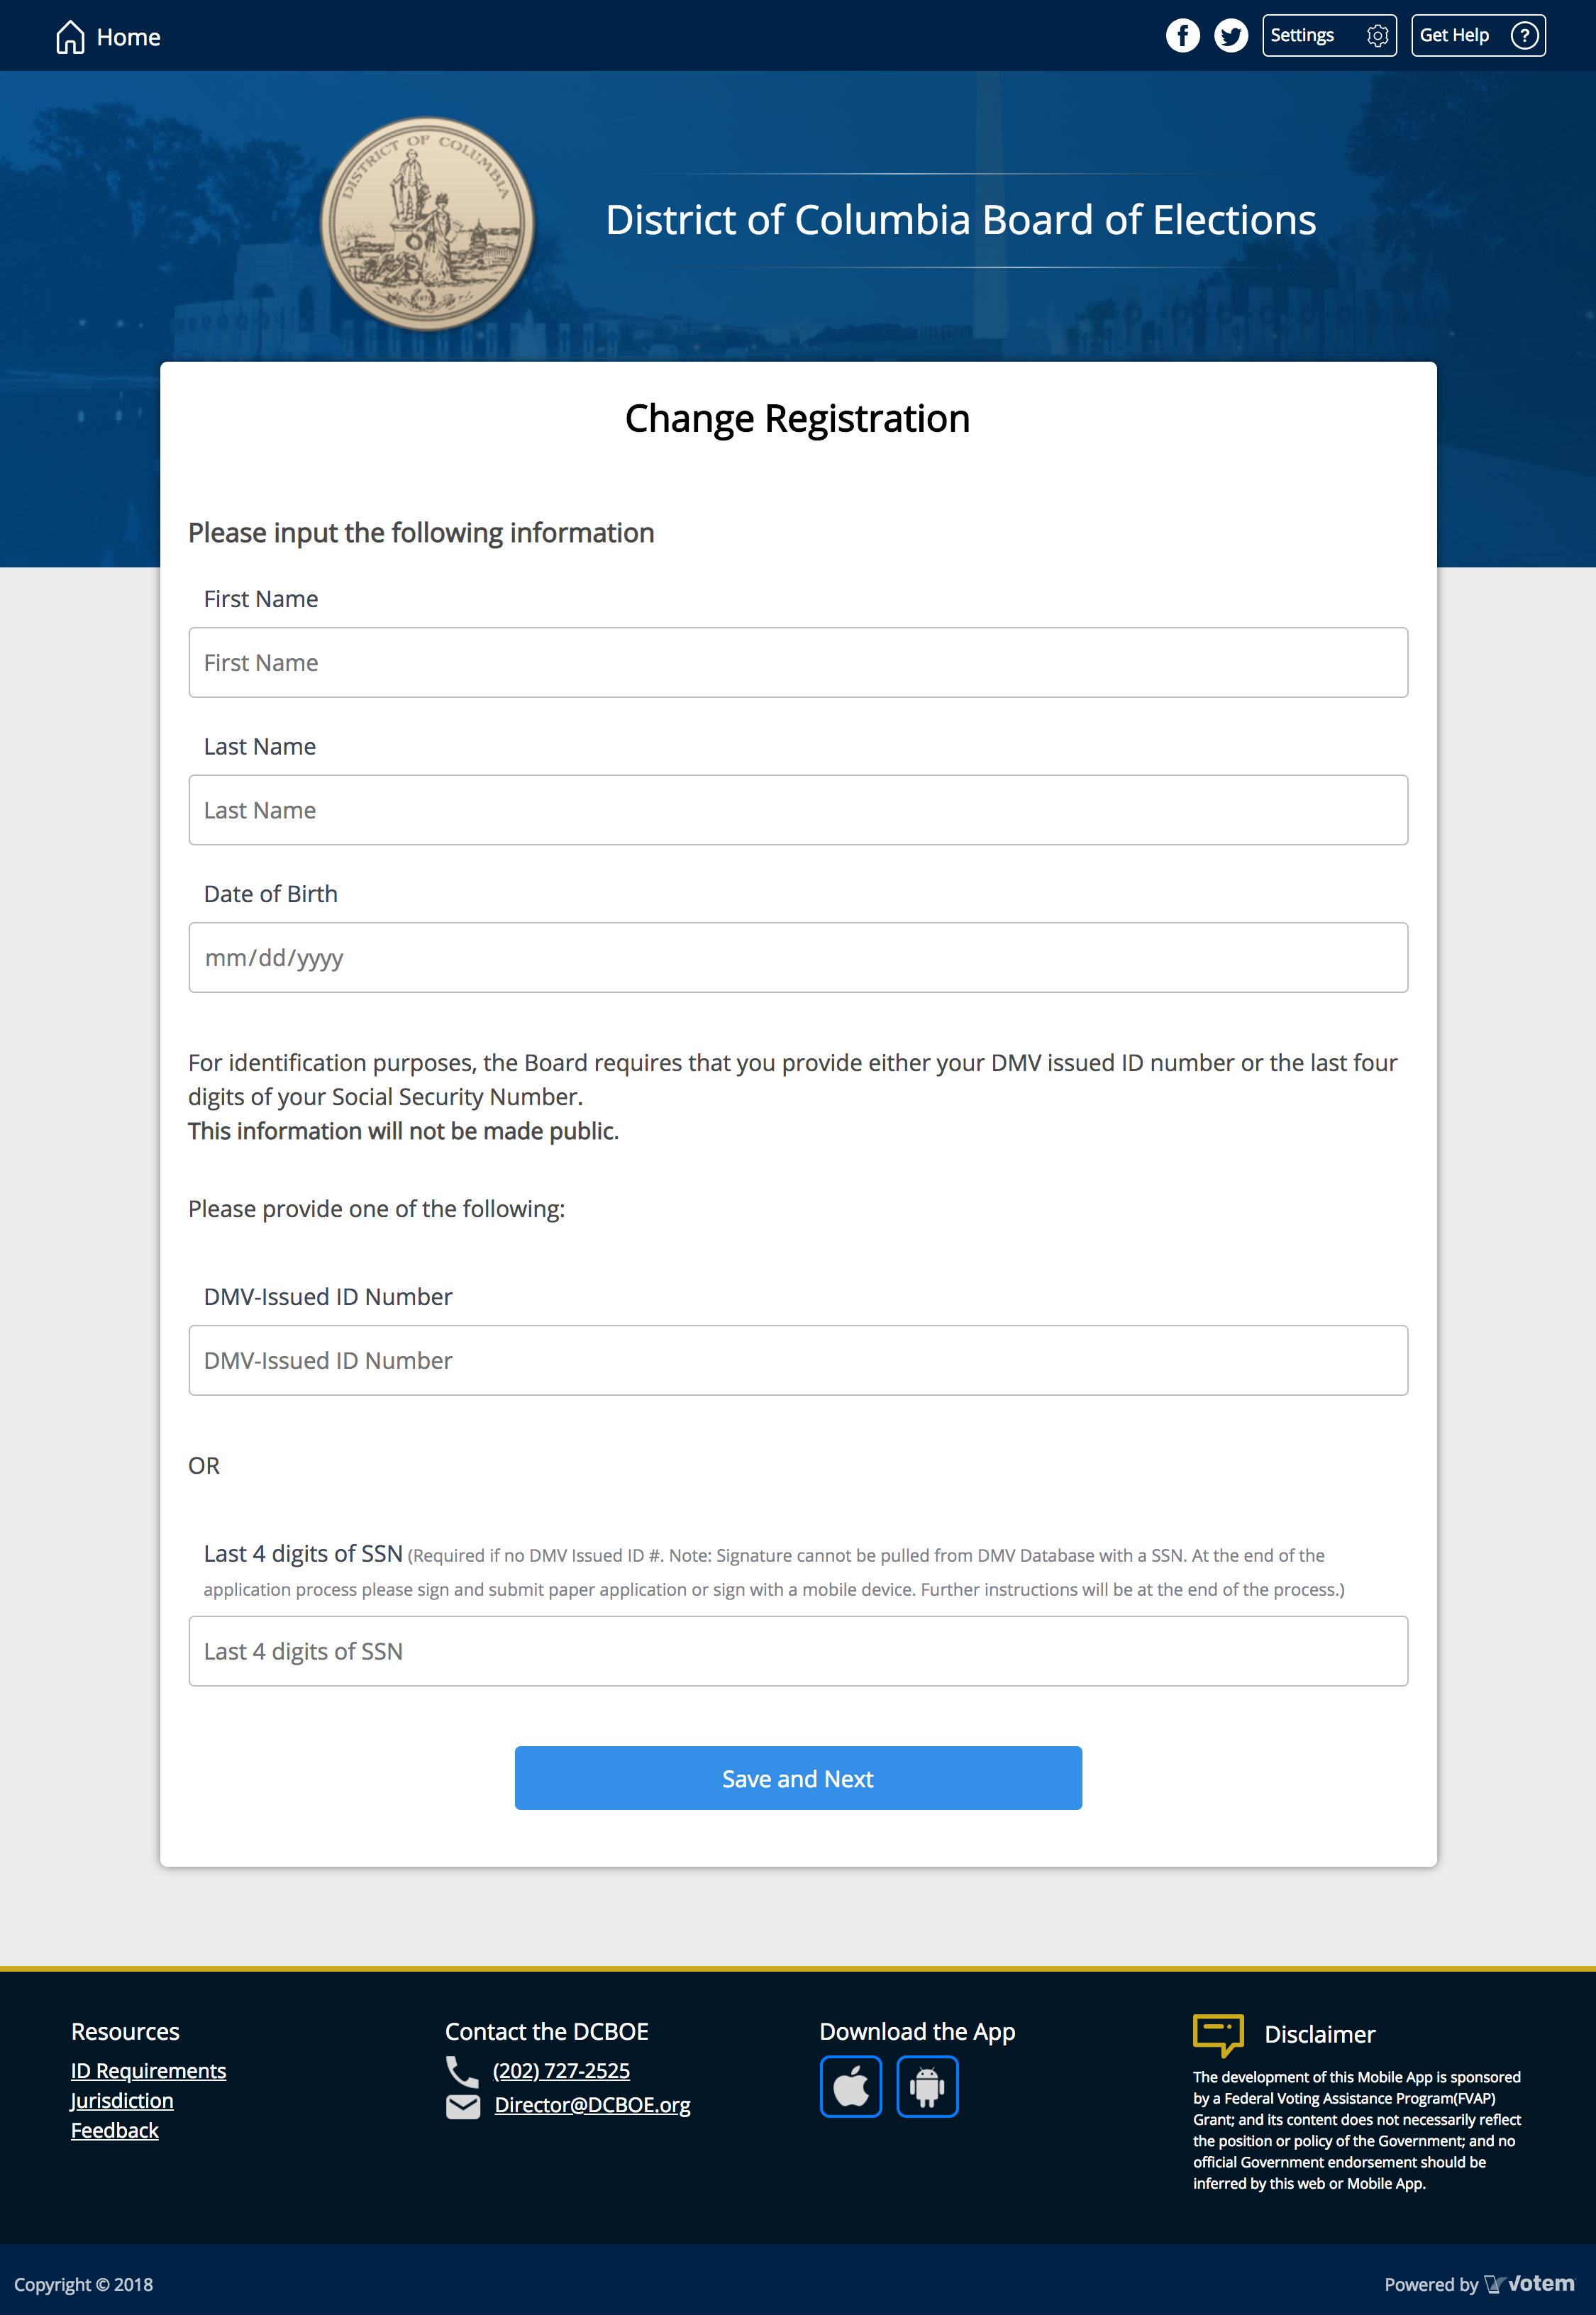 Home
Settings
Get Help
?
DISTRICT OF COLUMBIA
1871
District of Columbia Board of Elections
Change Registration
Please input the following information
First Name
First Name
Last Name
Last Name
Date of Birth
mm/dd/yyyy
For identification purposes, the Board requires that you provide either your DMV issued ID number or the last four
digits of your Social Security Number.
This information will not be made public.
Please provide one of the following:
DMV-Issued ID Number
DMV-Issued ID Number
OR
Last 4 digits of SSN (Required if no DMV Issued ID #. Note: Signature cannot be pulled from DMV Database with a SSN. At the end of the
application process please sign and submit paper application or sign with a mobile device. Further instructions will be at the end of the process.)
Last 4 digits of SSN
Save and Next
Resources
ID Requirements
Jurisdiction
Feedback
Contact the DCBOE
(202) 727-2525
Director@DCBOE.org
Download the App
Disclaimer
The development of this Mobile App is sponsored
by a Federal Voting Assistance Program(FVAP)
Grant; and its content does not necessarily reflect
the position or policy of the Government; and no
official Government endorsement should be
inferred by this web or Mobile App.
Copyright © 2018
Powered by Votem